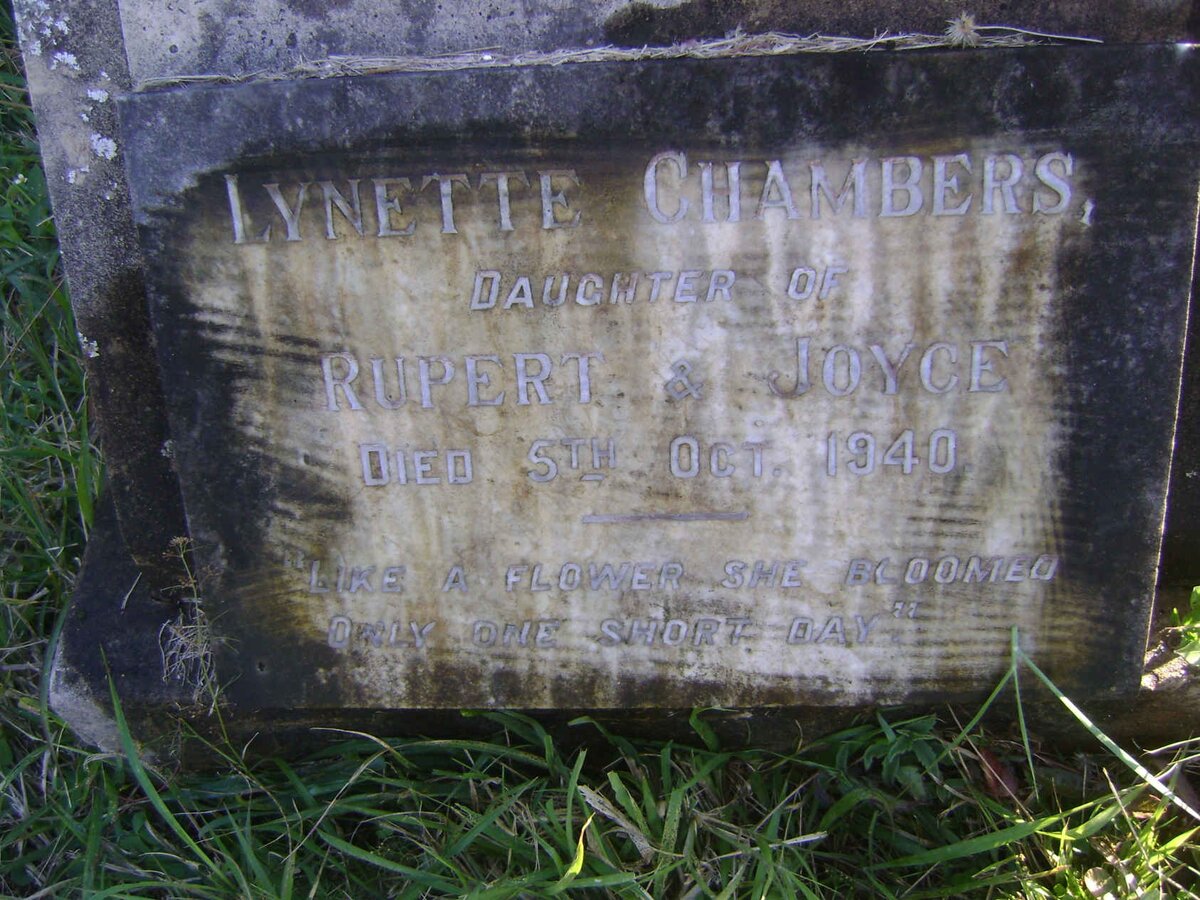 LYNETTE CHAMBERS,
DAUGHTER OF
RUPERT & JOYCE
DIED 5TH OCT. 1940
"LIKE A FLOWER SHE BLOOMED
ONLY ONE SHORT DAY".